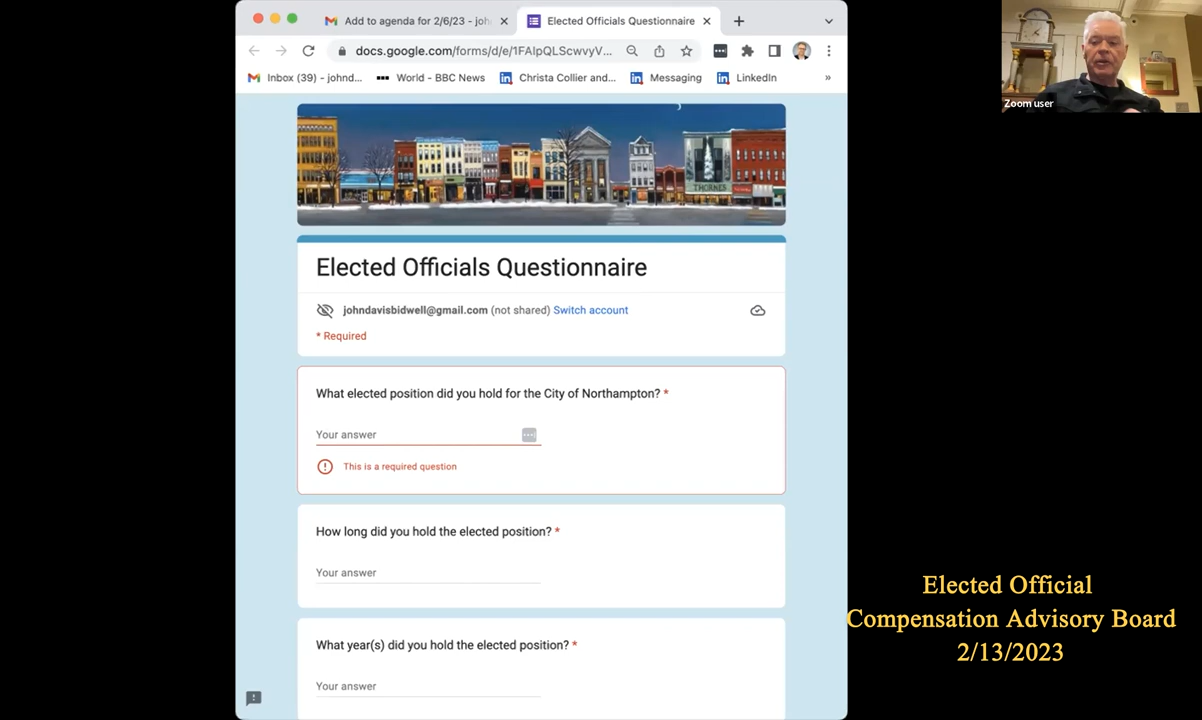 Add to agenda for 2/6/23 - joh
Elected Officials Questionnaire
docs.google.com/forms/d/e/1FAIpQLScwvyV...
Inbox (39) - johnd...
World - BBC News
Christa Collier and...
Messaging
LinkedIn
»
Zoom user
THORNES
Elected Officials Questionnaire
johndavisbidwell@gmail.com (not shared) Switch account
* Required
What elected position did you hold for the City of Northampton? *
Your answer
This is a required question
How long did you hold the elected position? *
Your answer
What year(s) did you hold the elected position? *
Your answer
Elected Official
Compensation Advisory Board
2/13/2023